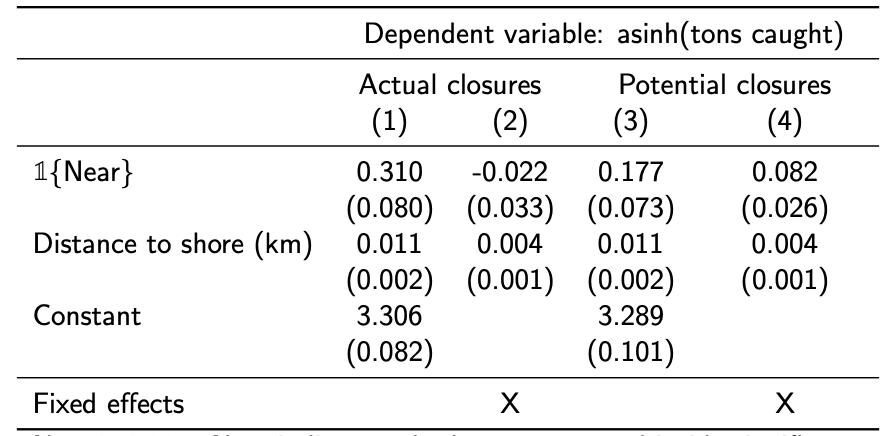 Dependent variable: asinh(tons caught)
Actual closures Potential closures
(1) (2) (3) (4)
𝟙{Near} 0.310 -0.022 0.177 0.082
(0.080) (0.033) (0.073) (0.026)
Distance to shore (km) 0.011 0.004 0.011 0.004
(0.002) (0.001) (0.002) (0.001)
Constant 3.306 3.289
(0.082) (0.101)
Fixed effects X X